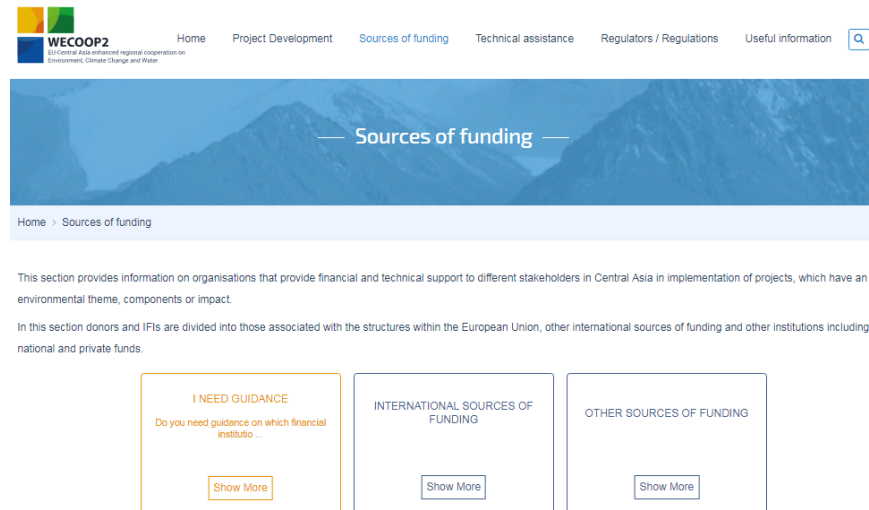 WECOOP2
EU-Central Asia enhanced regional cooperation on
Environment, Climate Change and Water
Home Project Development Sources of funding Technical assistance Regulators / Regulations Useful information
Sources of funding
Home > Sources of funding
This section provides information on organisations that provide financial and technical support to different stakeholders in Central Asia in implementation of projects, which have an
environmental theme, components or impact.
In this section donors and IFIs are divided into those associated with the structures within the European Union, other international sources of funding and other institutions including
national and private funds.
I NEED GUIDANCE
Do you need guidance on which financial
institutio ...
Show More
INTERNATIONAL SOURCES OF
FUNDING
Show More
OTHER SOURCES OF FUNDING
Show More